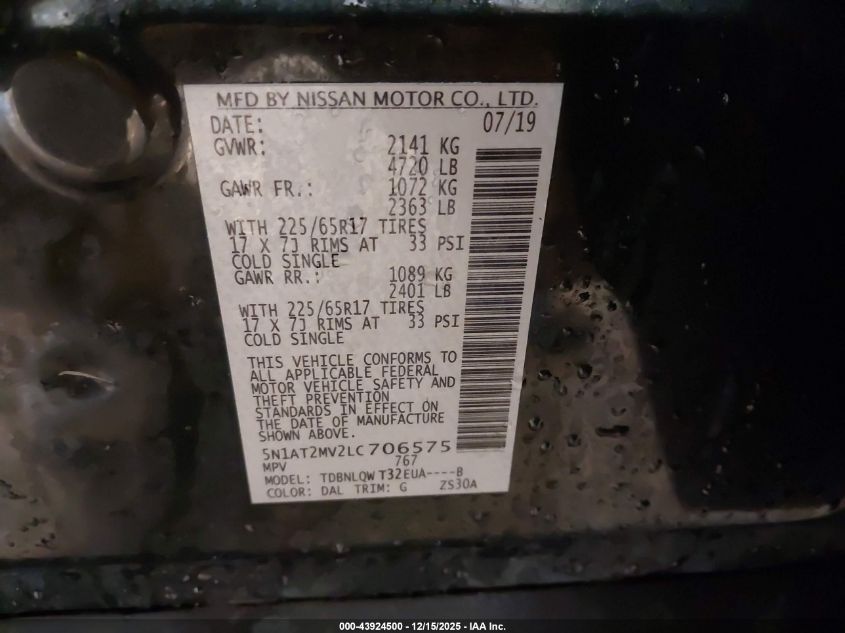 MFD BY NISSAN MOTOR CO., LTD.
DATE: 07/19
GVWR: 2141 KG
4720 LB
GAWR FR.: 1072 KG
2363 LB
WITH 225/65R17 TIRES
17 X 7J RIMS AT 33 PSI
COLD SINGLE
GAWR RR.: 1089 KG
2401 LB
WITH 225/65R17 TIRES
17 X 7J RIMS AT 33 PSI
COLD SINGLE
THIS VEHICLE CONFORMS TO
ALL APPLICABLE FEDERAL
MOTOR VEHICLE SAFETY AND
THEFT PREVENTION
STANDARDS IN EFFECT ON
THE DATE OF MANUFACTURE
SHOWN ABOVE.
5N1AT2MV2LC706575
MPV 767
MODEL: TDBNLQW T32EUA----B
COLOR: DAL TRIM: G ZS30A
000-43924500 - 12/15/2025 - IAA Inc.